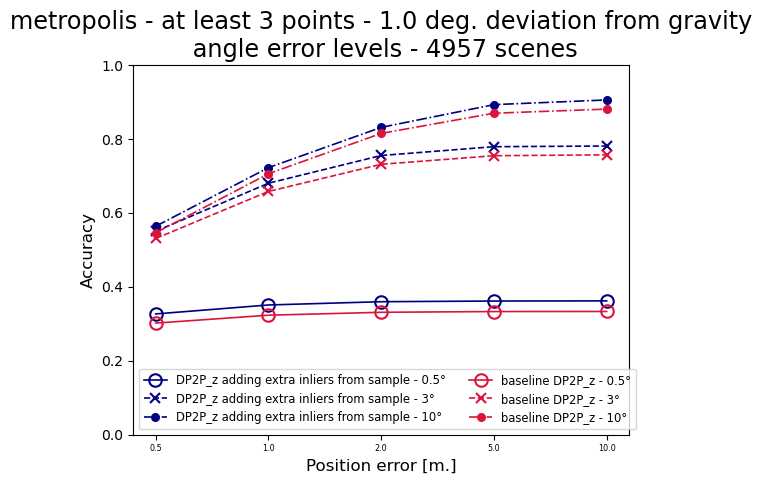 metropolis - at least 3 points - 1.0 deg. deviation from gravity
angle error levels - 4957 scenes
1.0
0.8
0.6
0.4
0.2
0.0
Accuracy
DP2P_z adding extra inliers from sample - 0.5°
DP2P_z adding extra inliers from sample - 3°
DP2P_z adding extra inliers from sample - 10°
baseline DP2P_z - 0.5°
baseline DP2P_z - 3°
baseline DP2P_z - 10°
0.5 1.0 2.0 5.0 10.0
Position error [m.]